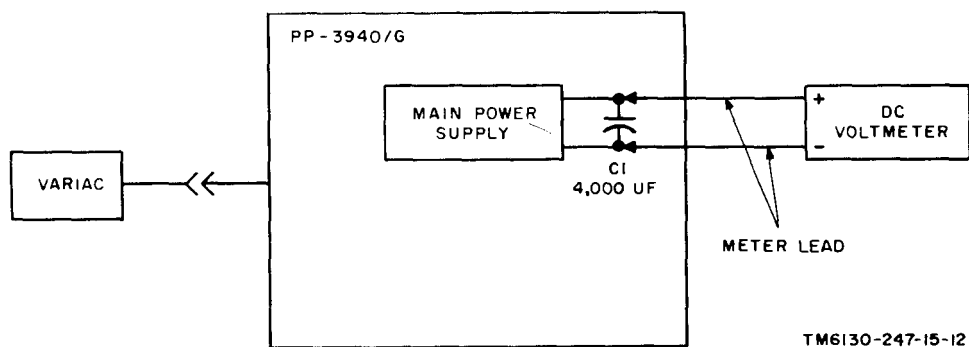 PP-3940/G
MAIN POWER
SUPPLY
C1
4,000 UF
+
-
DC
VOLTMETER
VARIAC
METER LEAD
TM6130-247-15-12